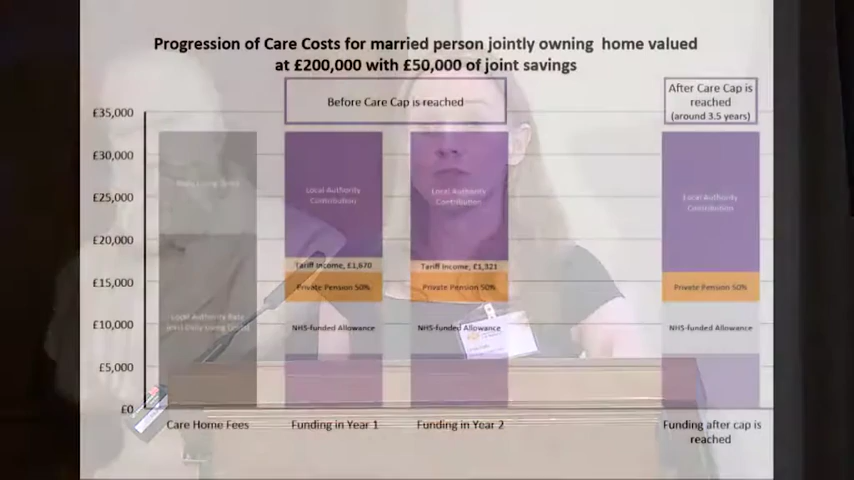 Progression of Care Costs for married person jointly owning home valued
at £200,000 with £50,000 of joint savings
Before Care Cap is reached
After Care Cap is
reached
(around 3.5 years)
£35,000
£30,000
£25,000
£20,000
£15,000
£10,000
£5,000
£0
Local Authority
Contribution
Tariff Income, £1,670
Private Pension 50%
NHS-funded Allowance
Local Authority
Contribution
Tariff Income, £1,321
Private Pension 50%
NHS-funded Allowance
Local Authority
Contribution
Private Pension 50%
NHS-funded Allowance
Local Authority Rate
Care Home Fees
Funding in Year 1
Funding in Year 2
Funding after cap is
reached